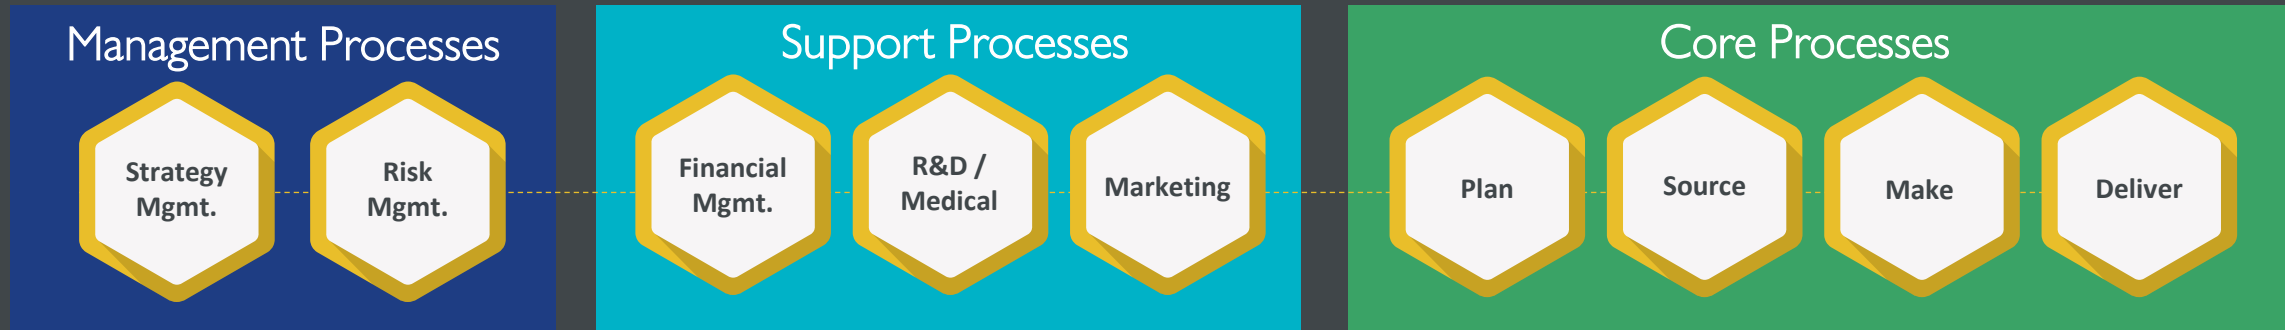 Management Processes
Strategy
Mgmt.
Risk
Mgmt.
Support Processes
Financial
Mgmt.
R&D /
Medical
Marketing
Core Processes
Plan
Source
Make
Deliver